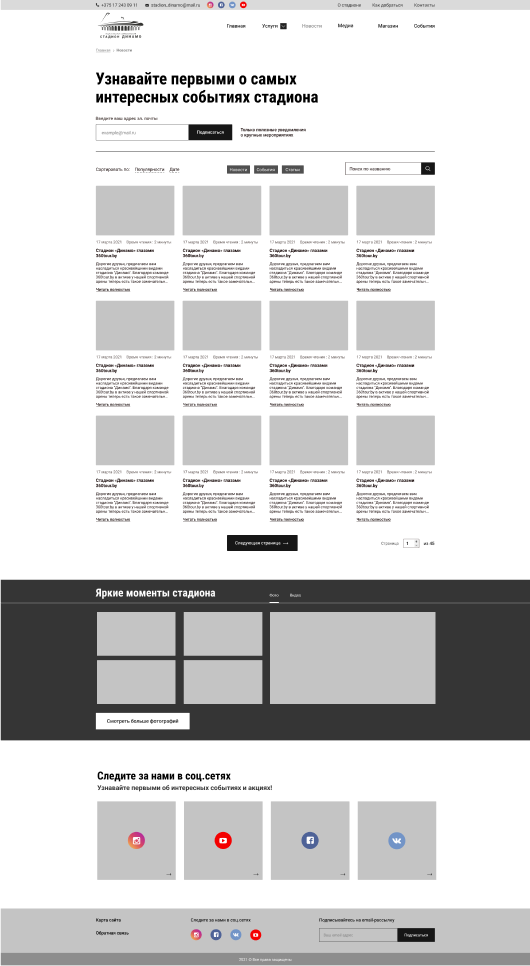 +375 17 243 09 11
stadion_dinamo@mail.ru
О стадионе
Как добраться
Контакты
СТАДИОН ДИНАМО
Главная
Услуги
Новости
Медиа
Магазин
События
Главная
Новости
Узнавайте первыми о самых
интересных событиях стадиона
Введите ваш адрес эл. почты
example@mail.ru
Подписаться
Только полезные уведомления
о крупных мероприятиях
Сортировать по:
Популярности
Дате
Новости
События
Статьи
Поиск по названию
17 марта 2021 Время чтения : 2 минуты
17 марта 2021 Время чтения : 2 минуты
17 марта 2021 Время чтения : 2 минуты
17 марта 2021 Время чтения : 2 минуты
Стадион «Динамо» глазами
360tour.by
Дорогие друзья, предлагаем вам
насладиться красивейшими видами
стадиона "Динамо". Благодаря команде
360tour.by в активе у нашей спортивной
арены теперь есть такое замечательн...
Читать полностью
Стадион «Динамо» глазами
360tour.by
Дорогие друзья, предлагаем вам
насладиться красивейшими видами
стадиона "Динамо". Благодаря команде
360tour.by в активе у нашей спортивной
арены теперь есть такое замечательн...
Читать полностью
Стадион «Динамо» глазами
360tour.by
Дорогие друзья, предлагаем вам
насладиться красивейшими видами
стадиона "Динамо". Благодаря команде
360tour.by в активе у нашей спортивной
арены теперь есть такое замечательн...
Читать полностью
Стадион «Динамо» глазами
360tour.by
Дорогие друзья, предлагаем вам
насладиться красивейшими видами
стадиона "Динамо". Благодаря команде
360tour.by в активе у нашей спортивной
арены теперь есть такое замечательн...
Читать полностью
17 марта 2021 Время чтения : 2 минуты
17 марта 2021 Время чтения : 2 минуты
17 марта 2021 Время чтения : 2 минуты
17 марта 2021 Время чтения : 2 минуты
Стадион «Динамо» глазами
360tour.by
Дорогие друзья, предлагаем вам
насладиться красивейшими видами
стадиона "Динамо". Благодаря команде
360tour.by в активе у нашей спортивной
арены теперь есть такое замечательн...
Читать полностью
Стадион «Динамо» глазами
360tour.by
Дорогие друзья, предлагаем вам
насладиться красивейшими видами
стадиона "Динамо". Благодаря команде
360tour.by в активе у нашей спортивной
арены теперь есть такое замечательн...
Читать полностью
Стадион «Динамо» глазами
360tour.by
Дорогие друзья, предлагаем вам
насладиться красивейшими видами
стадиона "Динамо". Благодаря команде
360tour.by в активе у нашей спортивной
арены теперь есть такое замечательн...
Читать полностью
Стадион «Динамо» глазами
360tour.by
Дорогие друзья, предлагаем вам
насладиться красивейшими видами
стадиона "Динамо". Благодаря команде
360tour.by в активе у нашей спортивной
арены теперь есть такое замечательн...
Читать полностью
17 марта 2021 Время чтения : 2 минуты
17 марта 2021 Время чтения : 2 минуты
17 марта 2021 Время чтения : 2 минуты
17 марта 2021 Время чтения : 2 минуты
Стадион «Динамо» глазами
360tour.by
Дорогие друзья, предлагаем вам
насладиться красивейшими видами
стадиона "Динамо". Благодаря команде
360tour.by в активе у нашей спортивной
арены теперь есть такое замечательн...
Читать полностью
Стадион «Динамо» глазами
360tour.by
Дорогие друзья, предлагаем вам
насладиться красивейшими видами
стадиона "Динамо". Благодаря команде
360tour.by в активе у нашей спортивной
арены теперь есть такое замечательн...
Читать полностью
Стадион «Динамо» глазами
360tour.by
Дорогие друзья, предлагаем вам
насладиться красивейшими видами
стадиона "Динамо". Благодаря команде
360tour.by в активе у нашей спортивной
арены теперь есть такое замечательн...
Читать полностью
Стадион «Динамо» глазами
360tour.by
Дорогие друзья, предлагаем вам
насладиться красивейшими видами
стадиона "Динамо". Благодаря команде
360tour.by в активе у нашей спортивной
арены теперь есть такое замечательн...
Читать полностью
Следующая страница →
Страница
1
из 45
Яркие моменты стадиона
Фото
Видео
Смотреть больше фотографий
Следите за нами в соц.сетях
Узнавайте первыми об интересных событиях и акциях!
Карта сайта
Обратная связь
Следите за нами в соц.сетях
Подписывайтесь на email-рассылку
Ваш email-адрес
Подписаться
2021 © Все права защищены